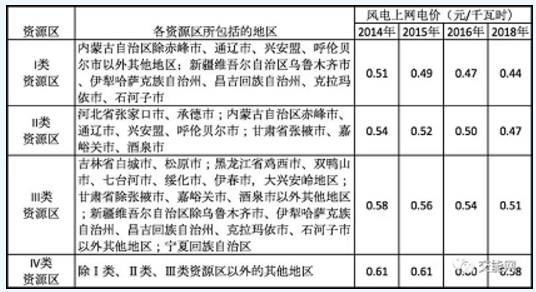 资源区 各资源区所包括的地区 风电上网电价（元/千瓦时）
2014年 2015年 2016年 2018年
I类
资源区
内蒙古自治区除赤峰市、通辽市、兴安盟、呼伦贝
尔市以外其他地区；新疆维吾尔自治区乌鲁木齐市
、伊犁哈萨克族自治州、昌吉回族自治州、克拉玛
依市、石河子市
0.51 0.49 0.47 0.44
II类
资源区
河北省张家口市、承德市；内蒙古自治区赤峰市、
通辽市、兴安盟、呼伦贝尔市；甘肃省张掖市、嘉
峪关市、酒泉市
0.54 0.52 0.50 0.47
III类
资源区
吉林省白城市、松原市；黑龙江省鸡西市、双鸭山
市、七台河市、绥化市、伊春市，大兴安岭地区；
甘肃省除张掖市、嘉峪关市、酒泉市以外其他地区
；新疆维吾尔自治区除乌鲁木齐市、伊犁哈萨克族
自治州、昌吉回族自治州、克拉玛依市、石河子市
以外其他地区；宁夏回族自治区
0.58 0.56 0.54 0.51
IV类
资源区
除Ⅰ类、Ⅱ类、Ⅲ类资源区以外的其他地区
0.61 0.61 0.60 0.58
交能网